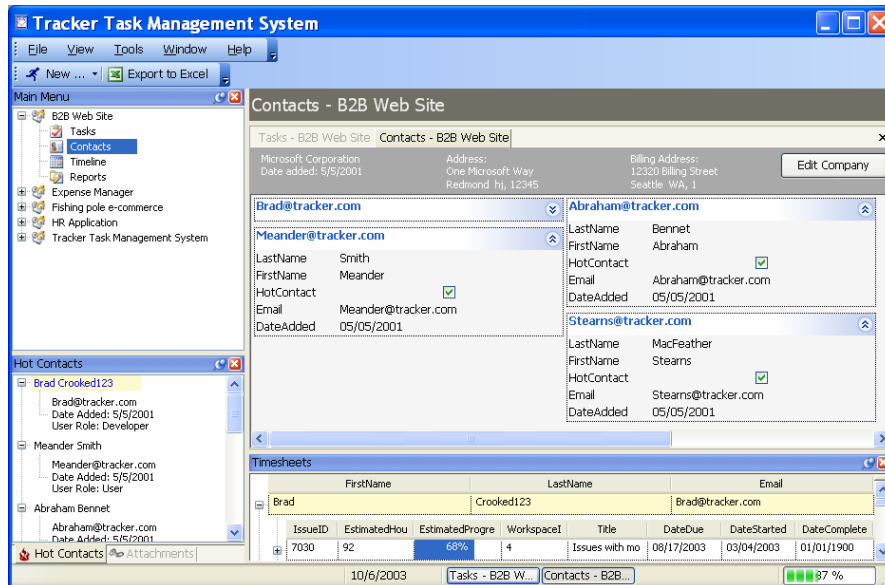 Tracker Task Management System
File View Tools Window Help
New ... Export to Excel
Main Menu
B2B Web Site
Tasks
Contacts
Timeline
Reports
Expense Manager
Fishing pole e-commerce
HR Application
Tracker Task Management System
Hot Contacts
Brad Crooked123
Brad@tracker.com
Date Added: 5/5/2001
User Role: Developer
Meander Smith
Meander@tracker.com
Date Added: 5/5/2001
User Role: User
Abraham Bennet
Abraham@tracker.com
Date Added: 5/5/2001
Hot Contacts Attachments
Contacts - B2B Web Site
Tasks - B2B Web Site Contacts - B2B Web Site
Microsoft Corporation
Date added: 5/5/2001
Address:
One Microsoft Way
Redmond hj, 12345
Billing Address:
12320 Billing Street
Seattle WA, 1
Edit Company
Brad@tracker.com
Meander@tracker.com
LastName Smith
FirstName Meander
HotContact
Email Meander@tracker.com
DateAdded 05/05/2001
Abraham@tracker.com
LastName Bennet
FirstName Abraham
HotContact
Email Abraham@tracker.com
DateAdded 05/05/2001
Stearns@tracker.com
LastName MacFeather
FirstName Stearns
HotContact
Email Stearns@tracker.com
DateAdded 05/05/2001
Timesheets
FirstName LastName Email
Brad Crooked123 Brad@tracker.com
IssueID EstimatedHou EstimatedProgre WorkspaceI Title DateDue DateStarted DateComplete
7030 92 68% 4 Issues with mo 08/17/2003 03/04/2003 01/01/1900
10/6/2003 Tasks - B2B W... Contacts - B2B... 37 %